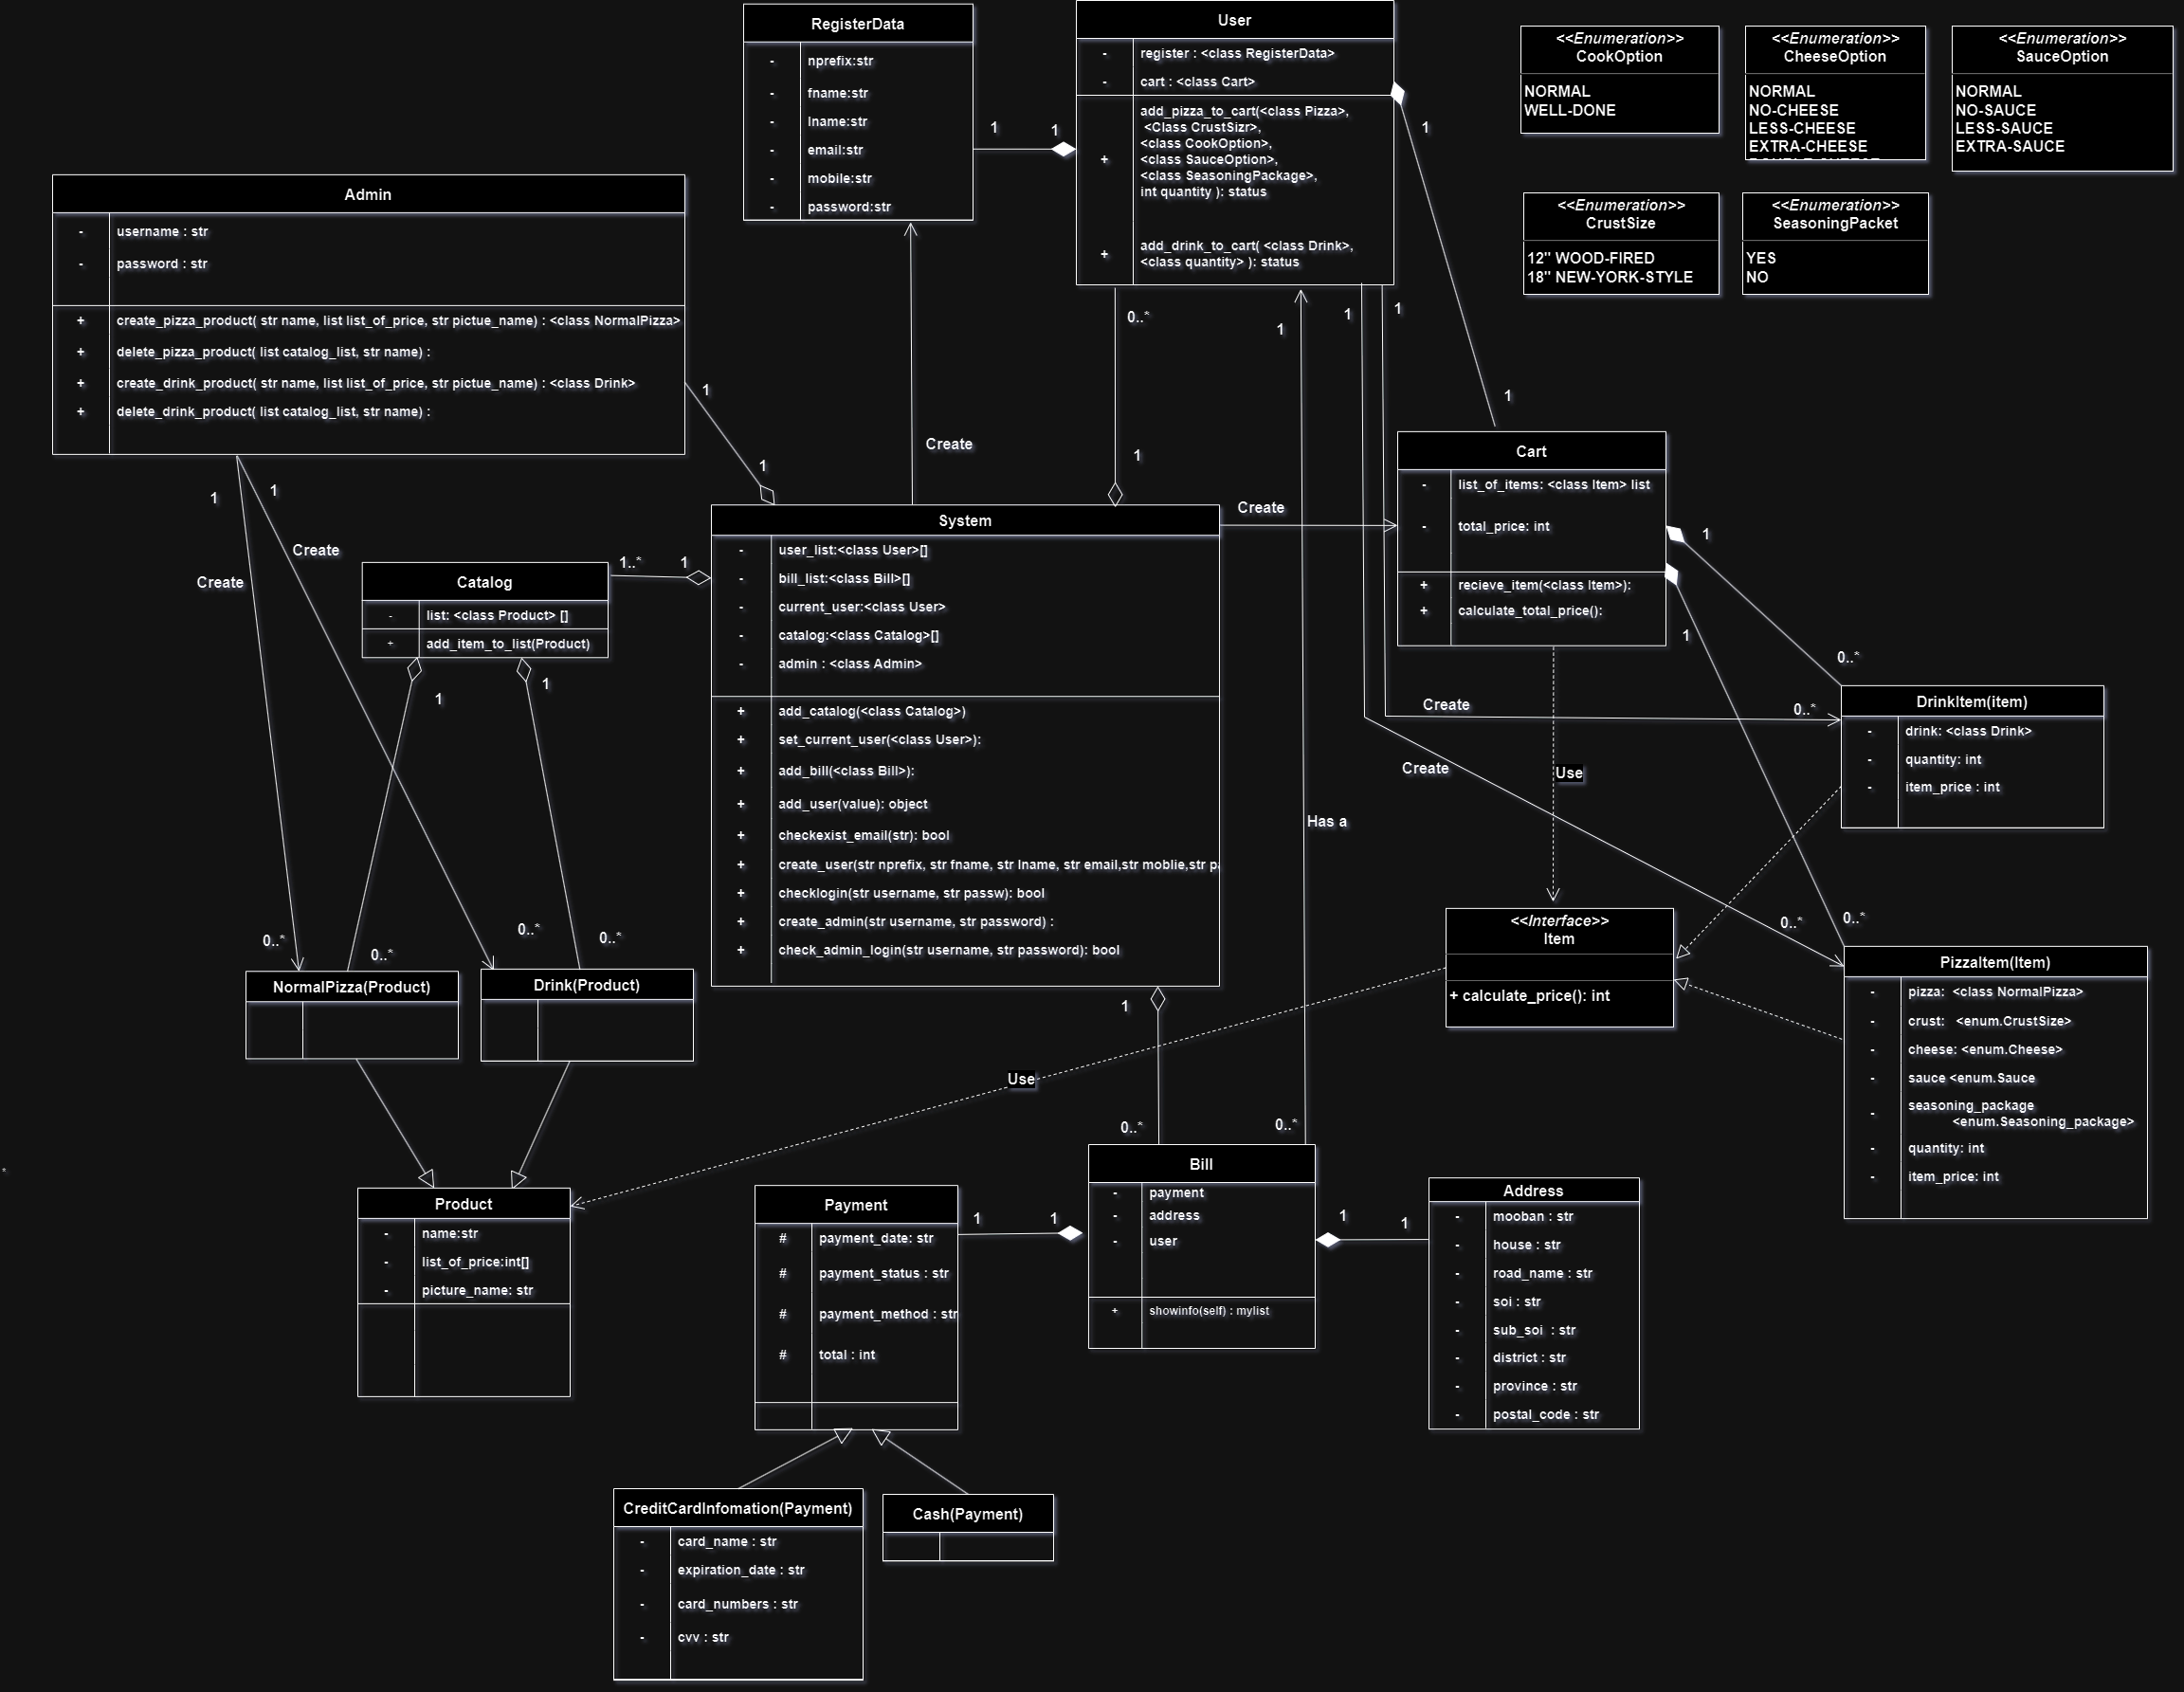 RegisterData
- nprefix:str
- fname:str
- lname:str
- email:str
- mobile:str
- password:str
User
- register : <class RegisterData>
- cart : <class Cart>
+ add_pizza_to_cart(<class Pizza>,
<Class CrustSizr>,
<class CookOption>,
<class SauceOption>,
<class SeasoningPackage>,
int quantity ): status
+ add_drink_to_cart( <class Drink>,
<class quantity> ): status
<<Enumeration>>
CookOption
NORMAL
WELL-DONE
<<Enumeration>>
CheeseOption
NORMAL
NO-CHEESE
LESS-CHEESE
EXTRA-CHEESE
<<Enumeration>>
SauceOption
NORMAL
NO-SAUCE
LESS-SAUCE
EXTRA-SAUCE
<<Enumeration>>
CrustSize
12" WOOD-FIRED
18" NEW-YORK-STYLE
<<Enumeration>>
SeasoningPacket
YES
NO
1
1
1
1
Admin
- username : str
- password : str
+ create_pizza_product( str name, list list_of_price, str pictue_name) : <class NormalPizza>
+ delete_pizza_product( list catalog_list, str name) :
+ create_drink_product( str name, list list_of_price, str pictue_name) : <class Drink>
+ delete_drink_product( list catalog_list, str name) :
0..*
1
1
1
1
1
1
Create
Create
1
1
Create
Create
Cart
- list_of_items: <class Item> list
- total_price: int
+ recieve_item(<class Item>):
+ calculate_total_price():
Catalog
- list: <class Product> []
+ add_item_to_list(Product)
1..*
1
System
- user_list:<class User>[]
- bill_list:<class Bill>[]
- current_user:<class User>
- catalog:<class Catalog>[]
- admin : <class Admin>
+ add_catalog(<class Catalog>)
+ set_current_user(<class User>):
+ add_bill(<class Bill>):
+ add_user(value): object
+ checkexist_email(str): bool
+ create_user(str nprefix, str fname, str lname, str email,str moblie,str pa
+ checklogin(str username, str passw): bool
+ create_admin(str username, str password) :
+ check_admin_login(str username, str password): bool
1
1
1
1
0..*
Create
0..*
Create
Use
Has a
DrinkItem(item)
- drink: <class Drink>
- quantity: int
- item_price : int
0..*
0..*
<<Interface>>
Item
+ calculate_price(): int
PizzaItem(Item)
- pizza: <class NormalPizza>
- crust: <enum.CrustSize>
- cheese: <enum.Cheese>
- sauce <enum.Sauce
- seasoning_package
<enum.Seasoning_package>
- quantity: int
- item_price: int
0..*
0..*
0..*
0..*
NormalPizza(Product)
Drink(Product)
1
Use
0..*
0..*
*
Product
- name:str
- list_of_price:int[]
- picture_name: str
Payment
# payment_date: str
# payment_status : str
# payment_method : str
# total : int
1
1
Bill
- payment
- address
- user
+ showinfo(self) : mylist
1
1
Address
- mooban : str
- house : str
- road_name : str
- soi : str
- sub_soi : str
- district : str
- province : str
- postal_code : str
CreditCardInfomation(Payment)
- card_name : str
- expiration_date : str
- card_numbers : str
- cvv : str
Cash(Payment)